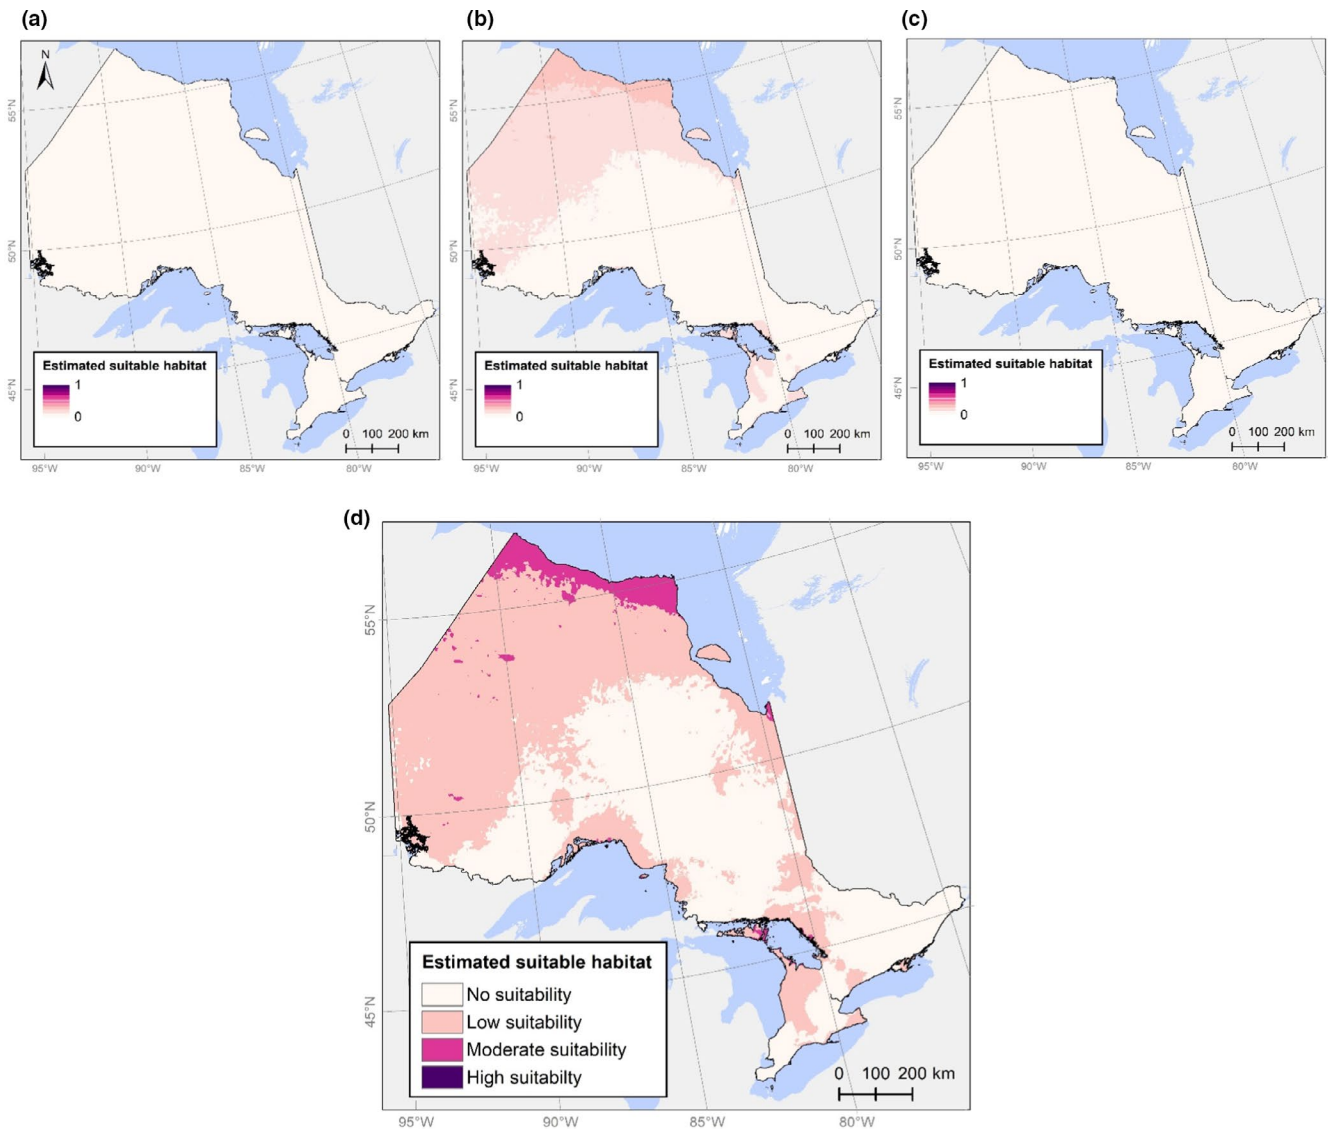 (a)
(b)
(c)
N
55°N
50°N
45°N
Estimated suitable habitat
1
0
0 100 200 km
95°W 90°W 85°W 80°W
55°N
50°N
45°N
Estimated suitable habitat
1
0
0 100 200 km
95°W 90°W 85°W 80°W
55°N
50°N
45°N
Estimated suitable habitat
1
0
0 100 200 km
95°W 90°W 85°W 80°W
(d)
55°N
50°N
45°N
Estimated suitable habitat
No suitability
Low suitability
Moderate suitability
High suitabilty
0 100 200 km
95°W 90°W 85°W 80°W